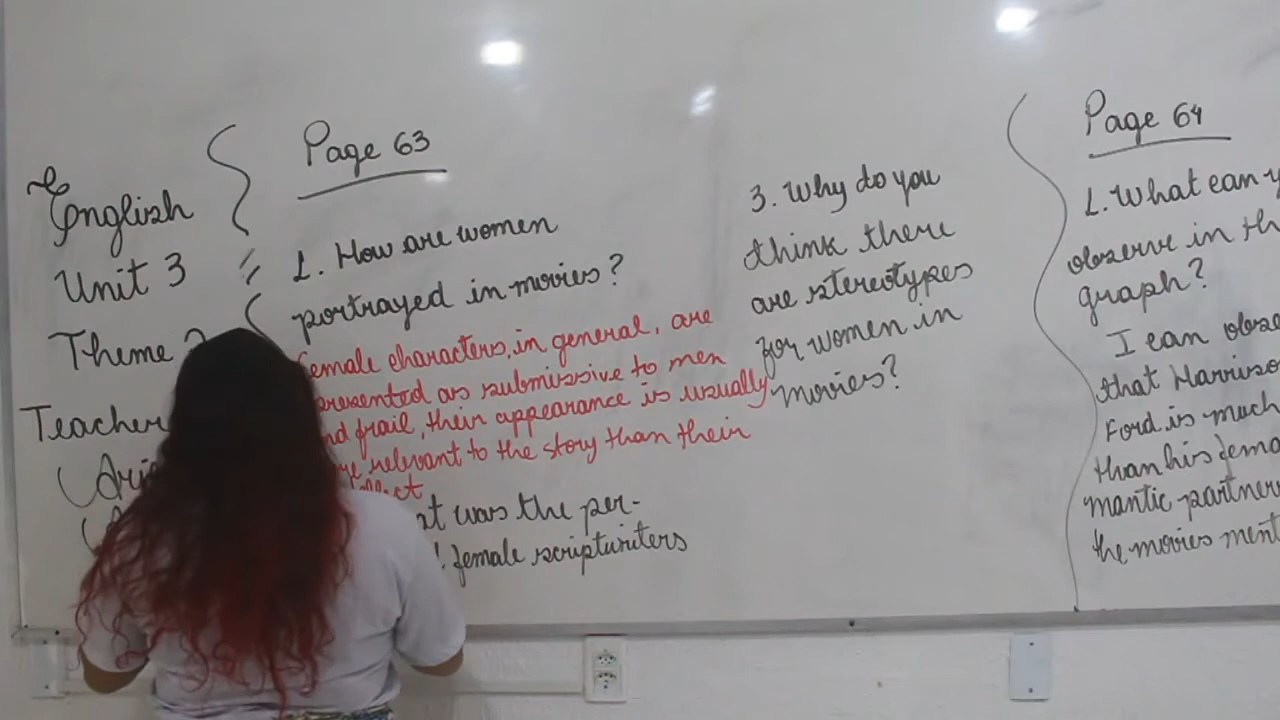 English
Unit 3
Theme
Teacher
Page 63
1. How are women
portrayed in movies?
female characters, in general, are
presented as submissive to men
and frail, their appearance is usually
relevant to the story than their
was the per-
female scriptwriters
3. Why do you
think there
are stereotypes
for women in
movies?
Page 64
1. What can
observe in th
graph?
I can obse
that Harriso
Ford is much
than his fema
mantic partner
the movies ment